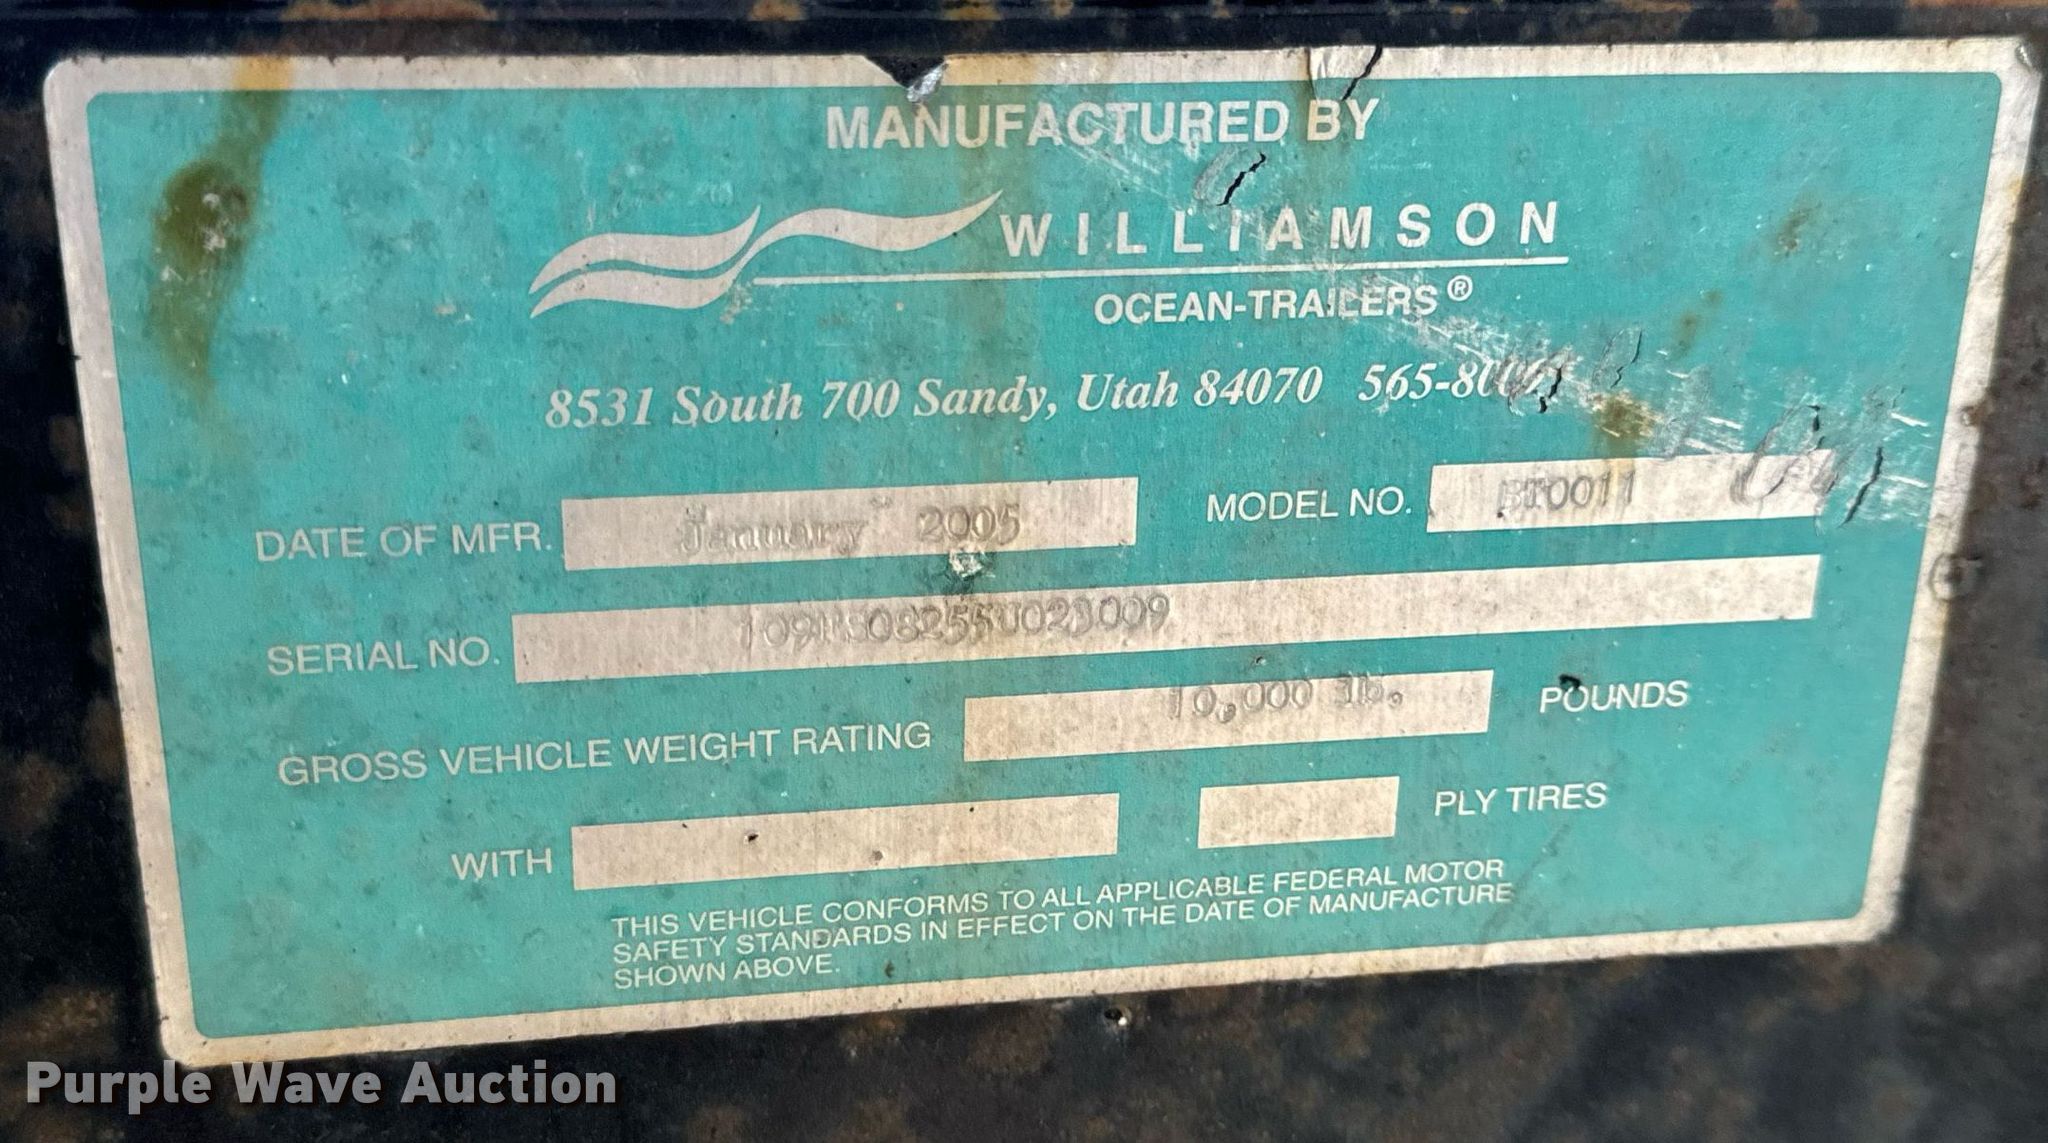 MANUFACTURED BY
WILLIAMSON
OCEAN-TRAILERS®
8531 South 700 Sandy, Utah 84070
DATE OF MFR. January 2005 MODEL NO. BT0011
SERIAL NO.
GROSS VEHICLE WEIGHT RATING 10,000 lb. POUNDS
WITH PLY TIRES
THIS VEHICLE CONFORMS TO ALL APPLICABLE FEDERAL MOTOR
SAFETY STANDARDS IN EFFECT ON THE DATE OF MANUFACTURE
SHOWN ABOVE.
Purple Wave Auction